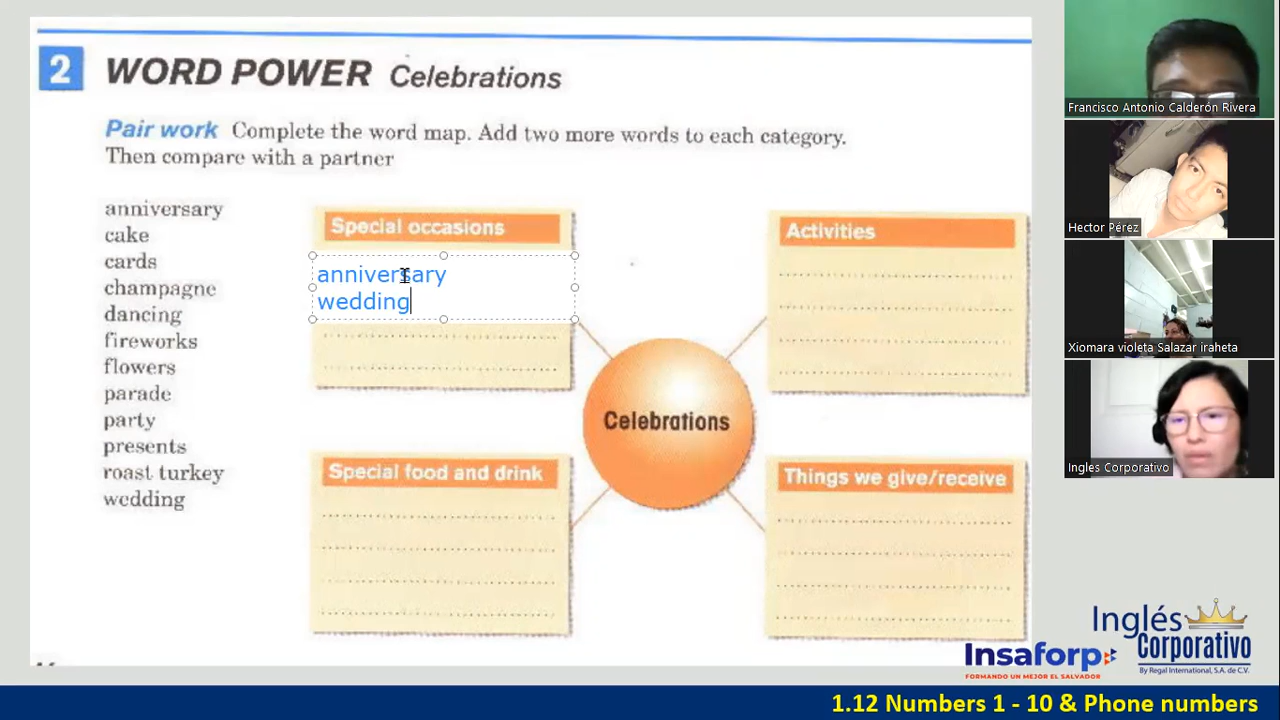 2 WORD POWER Celebrations
Pair work Complete the word map. Add two more words to each category.
Then compare with a partner
anniversary
cake
cards
champagne
dancing
fireworks
flowers
parade
party
presents
roast turkey
wedding
Special occasions
anniversary
wedding
Activities
Celebrations
Special food and drink
Things we give/receive
Francisco Antonio Calderón Rivera
Hector Pérez
Xiomara violeta Salazar iraheta
Inglés Corporativo
Insaforp
FORMANDO UN MEJOR EL SALVADOR
Inglés
Corporativo
By Regal International, S.A. de C.V.
1.12 Numbers 1 - 10 & Phone numbers